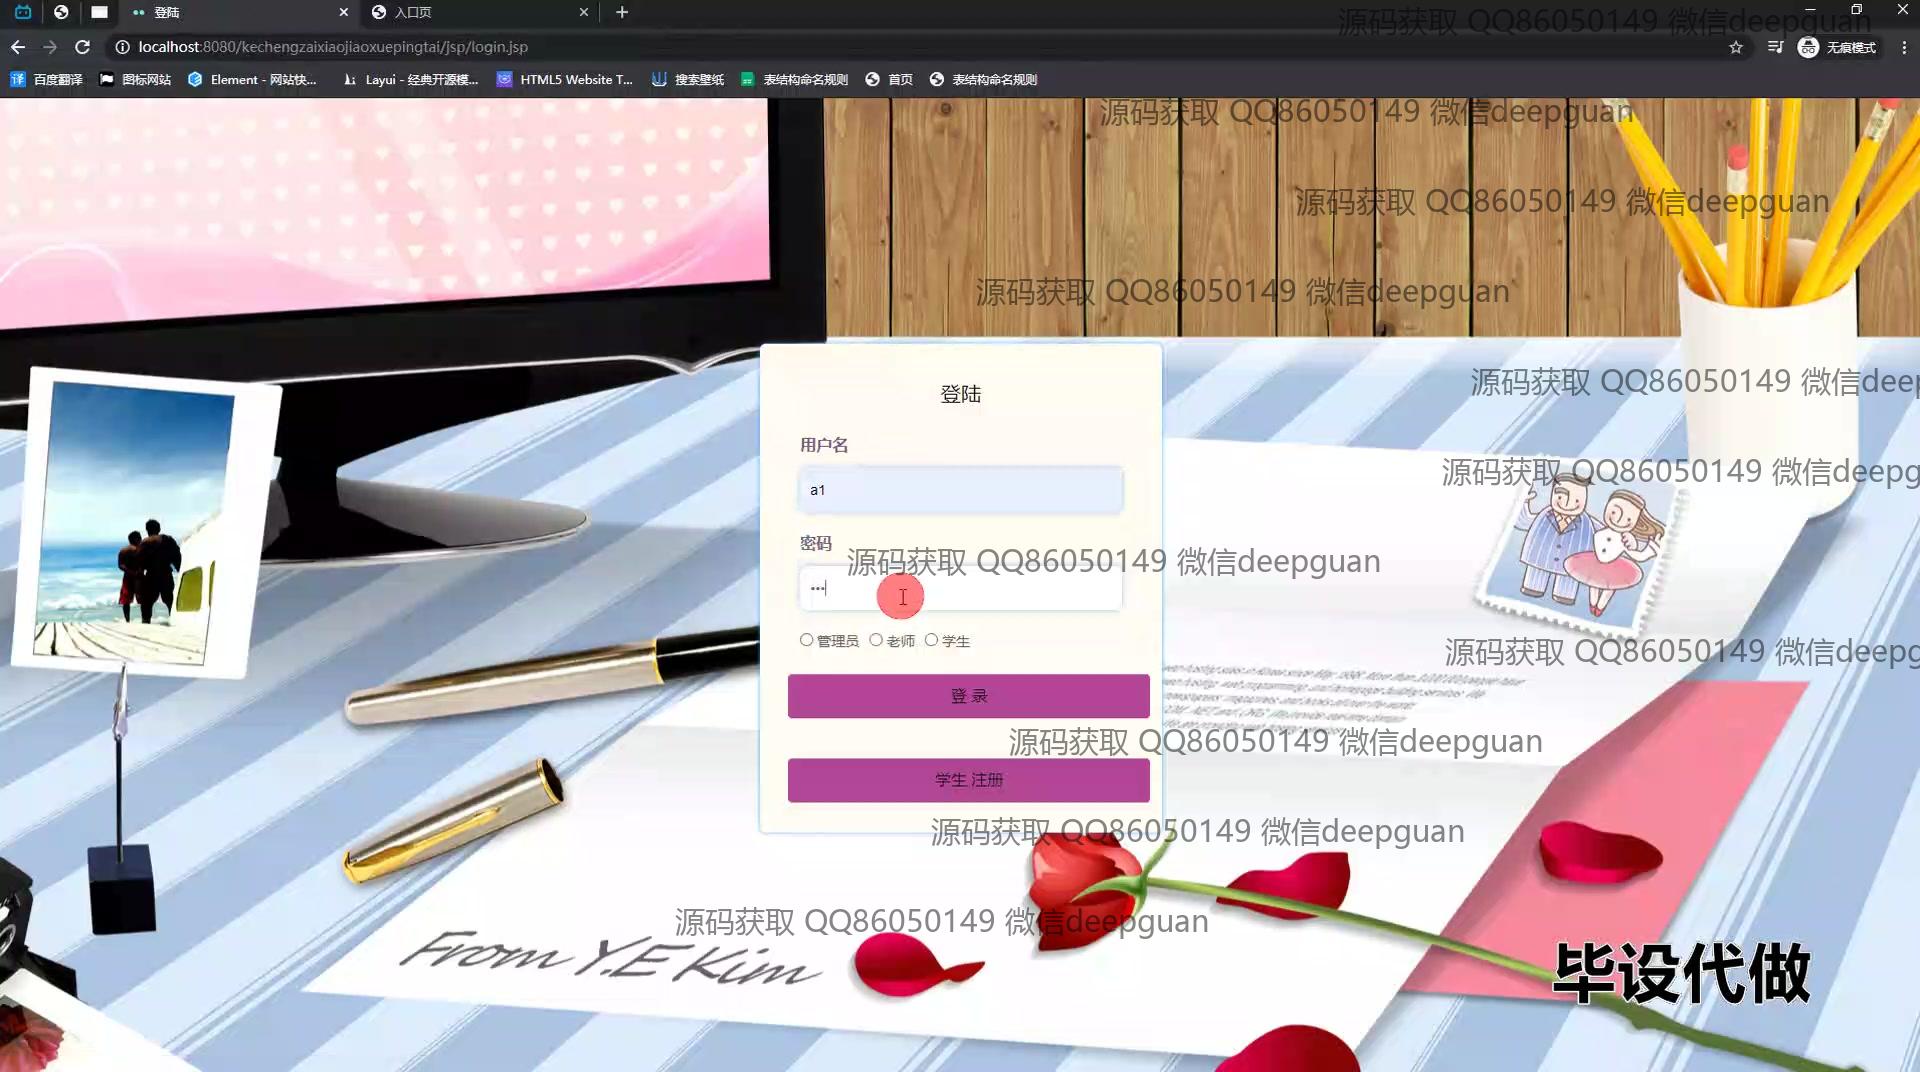 登陆
入口页
源码获取 QQ86050149 微信deepguan
localhost:8080/kechengzaixiaojiaoxuepingtai/jsp/login.jsp
无痕模式
百度翻译
图标网站
Element - 网站快...
Layui - 经典开源模...
HTML5 Website T...
搜索壁纸
表结构命名规则
首页
表结构命名规则
源码获取 QQ86050149 微信deepguan
源码获取 QQ86050149 微信deepguan
源码获取 QQ86050149 微信deepguan
源码获取 QQ86050149 微信deep
登陆
用户名
源码获取 QQ86050149 微信deepg
a1
密码
源码获取 QQ86050149 微信deepguan
管理员 老师 学生
源码获取 QQ86050149 微信deepg
登 录
源码获取 QQ86050149 微信deepguan
学生 注册
源码获取 QQ86050149 微信deepguan
源码获取 QQ86050149 微信deepguan
From Y.E Kim
毕设代做